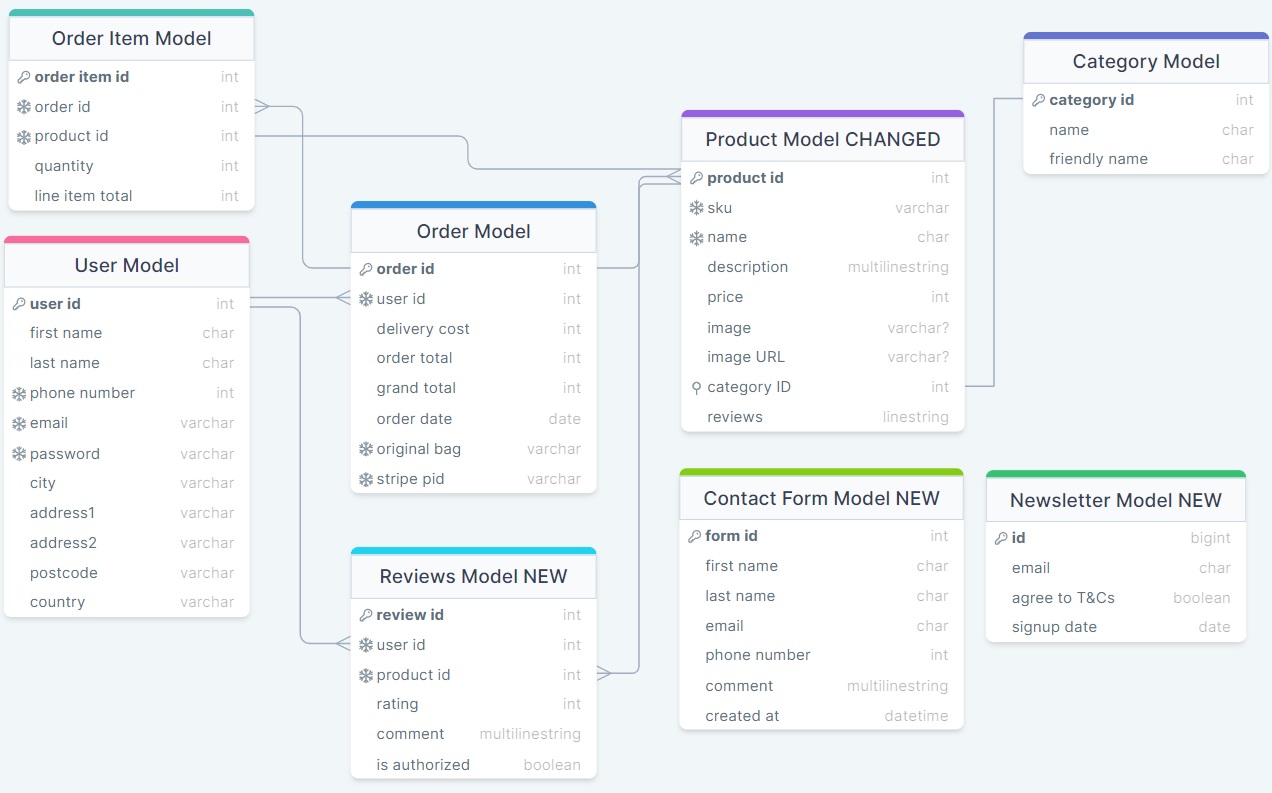 Order Item Model
order item id int
order id int
product id int
quantity int
line item total int
User Model
user id int
first name char
last name char
phone number int
email varchar
password varchar
city varchar
address1 varchar
address2 varchar
postcode varchar
country varchar
Order Model
order id int
user id int
delivery cost int
order total int
grand total int
order date date
original bag varchar
stripe pid varchar
Reviews Model NEW
review id int
user id int
product id int
rating int
comment multilinestring
is authorized boolean
Product Model CHANGED
product id int
sku varchar
name char
description multilinestring
price int
image varchar?
image URL varchar?
category ID int
reviews linestring
Contact Form Model NEW
form id int
first name char
last name char
email char
phone number int
comment multilinestring
created at datetime
Category Model
category id int
name char
friendly name char
Newsletter Model NEW
id bigint
email char
agree to T&Cs boolean
signup date date